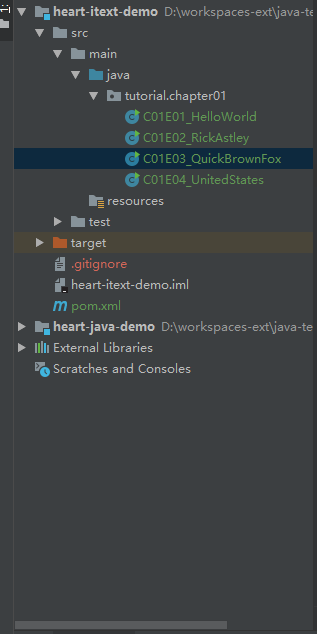 heart-itext-demo D:\workspaces-ext\java-te
src
main
java
tutorial.chapter01
C01E01_HelloWorld
C01E02_RickAstley
C01E03_QuickBrownFox
C01E04_UnitedStates
resources
test
target
.gitignore
heart-itext-demo.iml
pom.xml
heart-java-demo D:\workspaces-ext\java-te
External Libraries
Scratches and Consoles